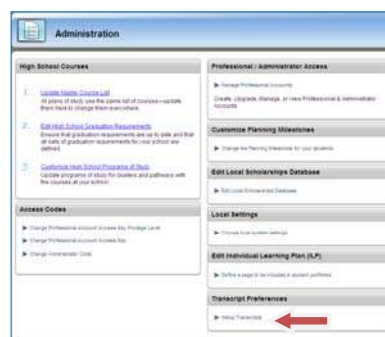 Administration
High School Courses
1. Update Master Course List
All plans of study use the same list of courses—update
them here to change them everywhere.
2. Edit High School Graduation Requirements
Ensure that graduation requirements are up to date and that
all sets of graduation requirements for your school are
defined.
3. Customize High School Programs of Study
Update programs of study for clusters and pathways with
the courses at your school.
Access Codes
Change Professional Account Access Key Privilege Level
Change Professional Account Access Key
Change Administrator Code
Professional / Administrator Access
Manage Professional Accounts
Create, Upgrade, Manage, or View Professional & Administrator
Accounts
Customize Planning Milestones
Change the Planning Milestones for your students
Edit Local Scholarships Database
Edit Local Scholarships Database
Local Settings
Choose local system settings
Edit Individual Learning Plan (ILP)
Define a page to be included in student portfolios
Transcript Preferences
Setup Transcripts